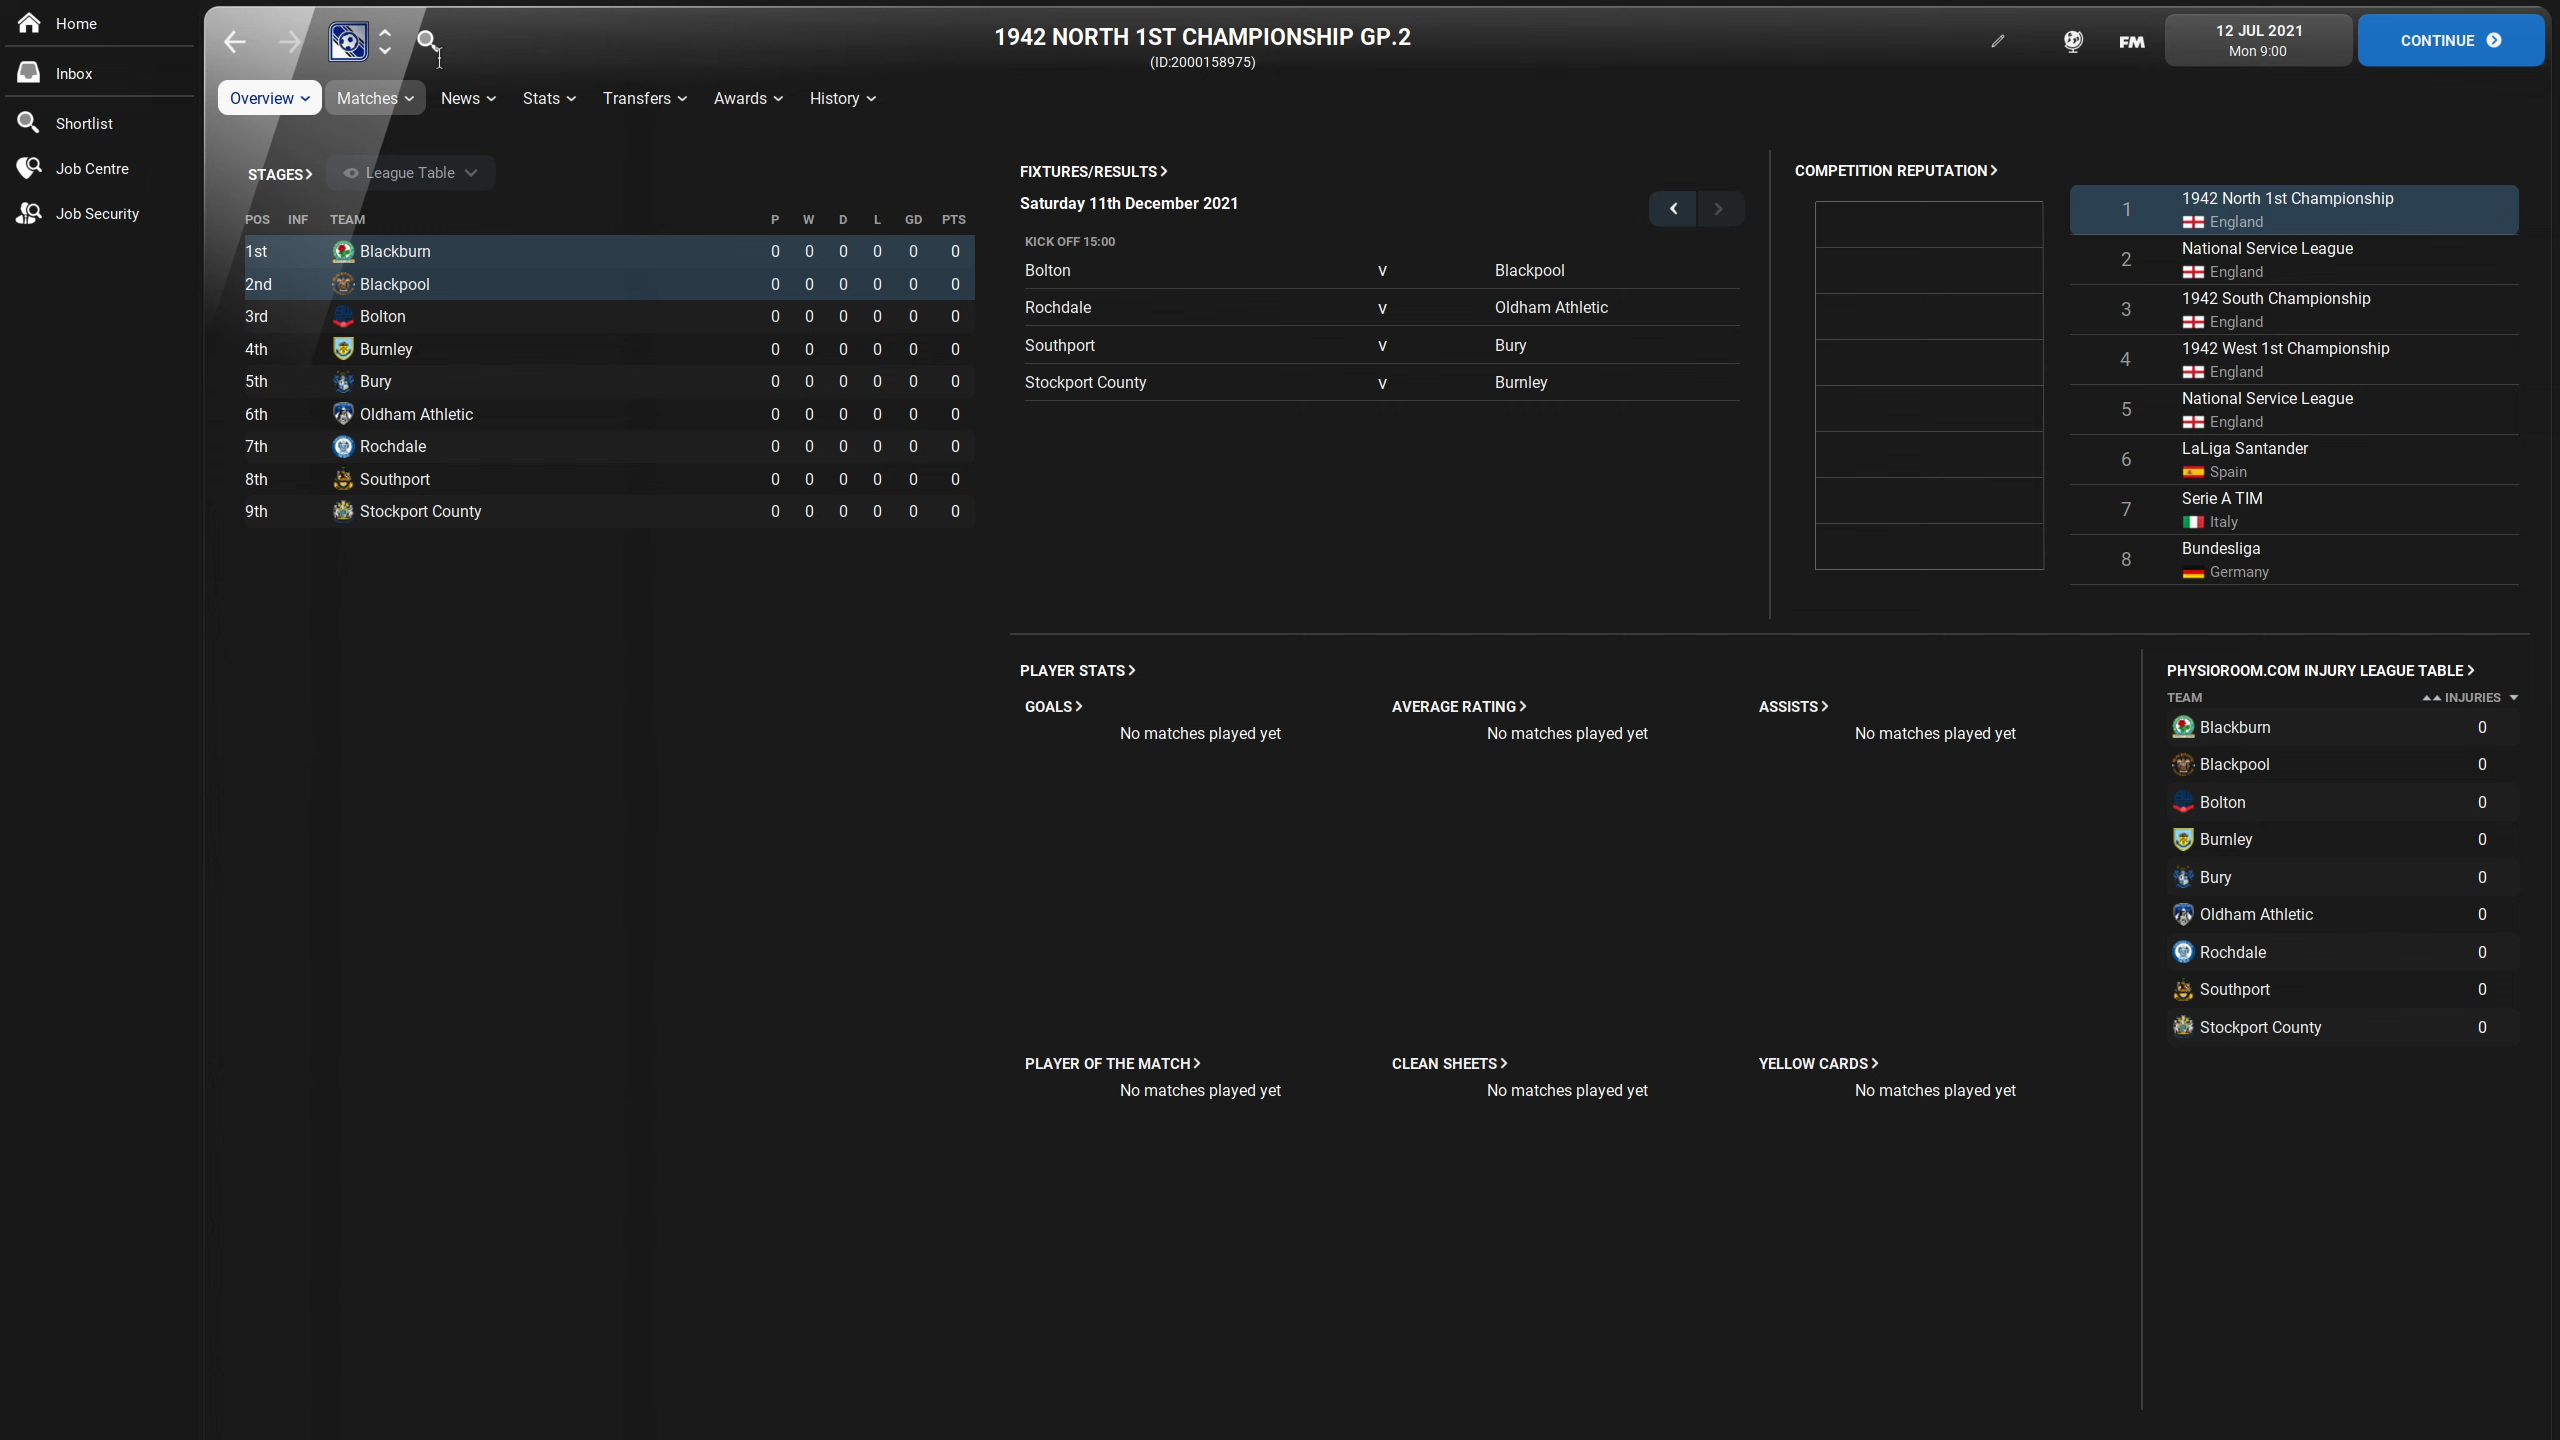 Home
Inbox
Shortlist
Job Centre
Job Security
1942 NORTH 1ST CHAMPIONSHIP GP.2
(ID:2000158975)
FM
12 JUL 2021
Mon 9:00
CONTINUE
Overview Matches News Stats Transfers Awards History
STAGES League Table
POS INF TEAM P W D L GD PTS
1st Blackburn 0 0 0 0 0 0
2nd Blackpool 0 0 0 0 0 0
3rd Bolton 0 0 0 0 0 0
4th Burnley 0 0 0 0 0 0
5th Bury 0 0 0 0 0 0
6th Oldham Athletic 0 0 0 0 0 0
7th Rochdale 0 0 0 0 0 0
8th Southport 0 0 0 0 0 0
9th Stockport County 0 0 0 0 0 0
FIXTURES/RESULTS
Saturday 11th December 2021
KICK OFF 15:00
Bolton v Blackpool
Rochdale v Oldham Athletic
Southport v Bury
Stockport County v Burnley
COMPETITION REPUTATION
1 1942 North 1st Championship
England
2 National Service League
England
3 1942 South Championship
England
4 1942 West 1st Championship
England
5 National Service League
England
6 LaLiga Santander
Spain
7 Serie A TIM
Italy
8 Bundesliga
Germany
PLAYER STATS
GOALS
No matches played yet
AVERAGE RATING
No matches played yet
ASSISTS
No matches played yet
PLAYER OF THE MATCH
No matches played yet
CLEAN SHEETS
No matches played yet
YELLOW CARDS
No matches played yet
PHYSIOROOM.COM INJURY LEAGUE TABLE
TEAM INJURIES
Blackburn 0
Blackpool 0
Bolton 0
Burnley 0
Bury 0
Oldham Athletic 0
Rochdale 0
Southport 0
Stockport County 0